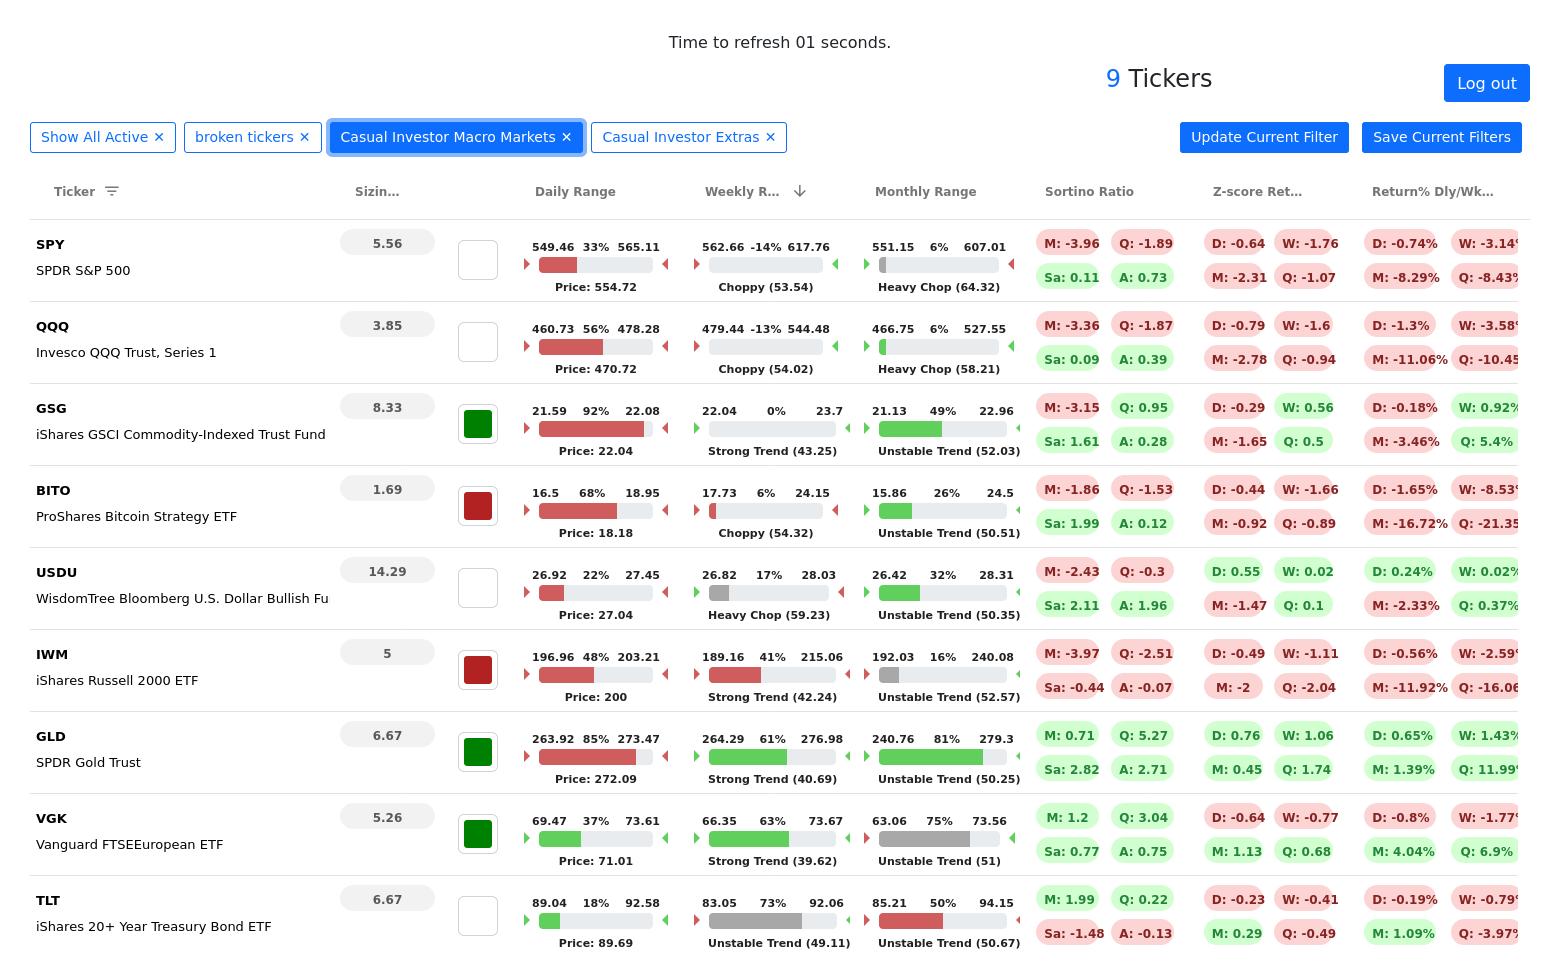 Time to refresh 01 seconds.
9 Tickers
Log out
Show All Active ✕ broken tickers ✕ Casual Investor Macro Markets ✕ Casual Investor Extras ✕ Update Current Filter Save Current Filters
Ticker Sizin... Daily Range Weekly R... Monthly Range Sortino Ratio Z-score Ret... Return% Dly/Wk...
SPY 5.56 M: -3.96 Q: -1.89 D: -0.64 W: -1.76 D: -0.74% W: -3.14%
549.46 33% 565.11 562.66 -14% 617.76 551.15 6% 607.01
SPDR S&P 500 Sa: 0.11 A: 0.73 M: -2.31 Q: -1.07 M: -8.29% Q: -8.43%
Price: 554.72 Choppy (53.54) Heavy Chop (64.32)
QQQ 3.85 M: -3.36 Q: -1.87 D: -0.79 W: -1.6 D: -1.3% W: -3.58%
460.73 56% 478.28 479.44 -13% 544.48 466.75 6% 527.55
Invesco QQQ Trust, Series 1 Sa: 0.09 A: 0.39 M: -2.78 Q: -0.94 M: -11.06% Q: -10.45
Price: 470.72 Choppy (54.02) Heavy Chop (58.21)
GSG 8.33 M: -3.15 Q: 0.95 D: -0.29 W: 0.56 D: -0.18% W: 0.92%
21.59 92% 22.08 22.04 0% 23.7 21.13 49% 22.96
iShares GSCI Commodity-Indexed Trust Fund Sa: 1.61 A: 0.28 M: -1.65 Q: 0.5 M: -3.46% Q: 5.4%
Price: 22.04 Strong Trend (43.25) Unstable Trend (52.03)
BITO 1.69 M: -1.86 Q: -1.53 D: -0.44 W: -1.66 D: -1.65% W: -8.53%
16.5 68% 18.95 17.73 6% 24.15 15.86 26% 24.5
ProShares Bitcoin Strategy ETF Sa: 1.99 A: 0.12 M: -0.92 Q: -0.89 M: -16.72% Q: -21.35
Price: 18.18 Choppy (54.32) Unstable Trend (50.51)
USDU 14.29 M: -2.43 Q: -0.3 D: 0.55 W: 0.02 D: 0.24% W: 0.02%
26.92 22% 27.45 26.82 17% 28.03 26.42 32% 28.31
WisdomTree Bloomberg U.S. Dollar Bullish Fu Sa: 2.11 A: 1.96 M: -1.47 Q: 0.1 M: -2.33% Q: 0.37%
Price: 27.04 Heavy Chop (59.23) Unstable Trend (50.35)
IWM 5 M: -3.97 Q: -2.51 D: -0.49 W: -1.11 D: -0.56% W: -2.59%
196.96 48% 203.21 189.16 41% 215.06 192.03 16% 240.08
iShares Russell 2000 ETF Sa: -0.44 A: -0.07 M: -2 Q: -2.04 M: -11.92% Q: -16.06
Price: 200 Strong Trend (42.24) Unstable Trend (52.57)
GLD 6.67 M: 0.71 Q: 5.27 D: 0.76 W: 1.06 D: 0.65% W: 1.43%
263.92 85% 273.47 264.29 61% 276.98 240.76 81% 279.3
SPDR Gold Trust Sa: 2.82 A: 2.71 M: 0.45 Q: 1.74 M: 1.39% Q: 11.99%
Price: 272.09 Strong Trend (40.69) Unstable Trend (50.25)
VGK 5.26 M: 1.2 Q: 3.04 D: -0.64 W: -0.77 D: -0.8% W: -1.77%
69.47 37% 73.61 66.35 63% 73.67 63.06 75% 73.56
Vanguard FTSEEuropean ETF Sa: 0.77 A: 0.75 M: 1.13 Q: 0.68 M: 4.04% Q: 6.9%
Price: 71.01 Strong Trend (39.62) Unstable Trend (51)
TLT 6.67 M: 1.99 Q: 0.22 D: -0.23 W: -0.41 D: -0.19% W: -0.79%
89.04 18% 92.58 83.05 73% 92.06 85.21 50% 94.15
iShares 20+ Year Treasury Bond ETF Sa: -1.48 A: -0.13 M: 0.29 Q: -0.49 M: 1.09% Q: -3.97%
Price: 89.69 Unstable Trend (49.11) Unstable Trend (50.67)